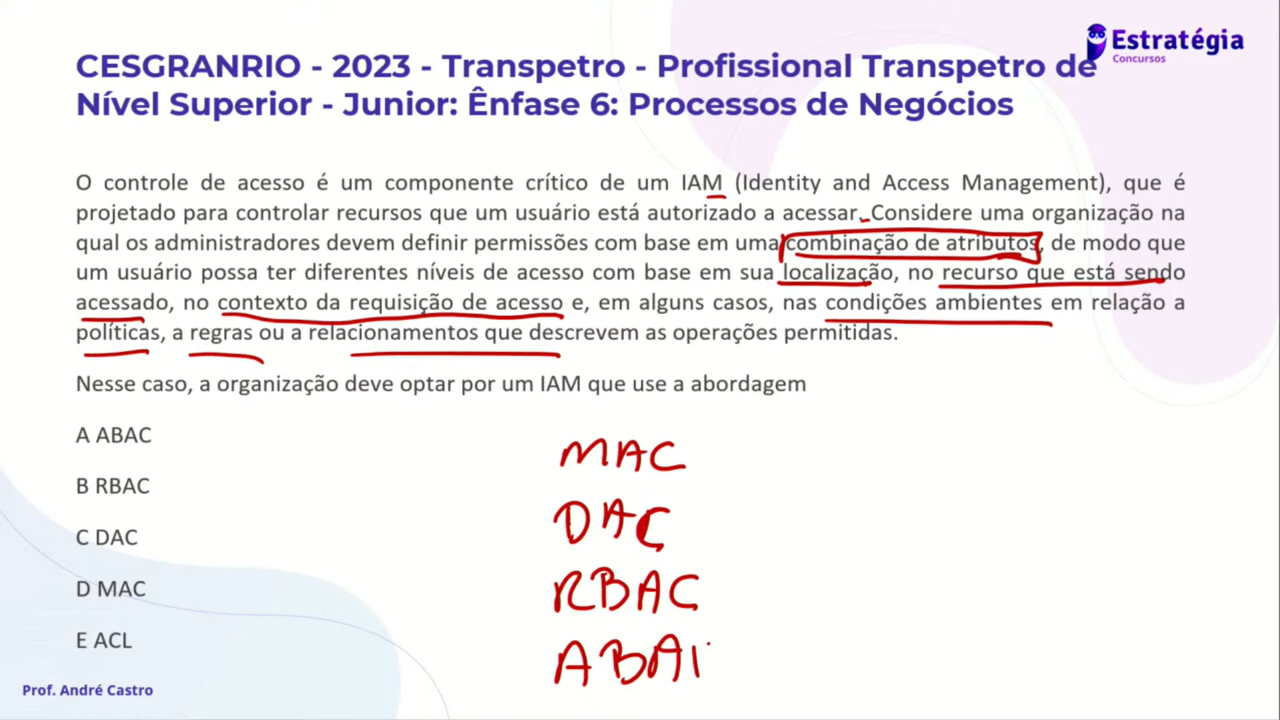 Estratégia
Concursos
CESGRANRIO - 2023 - Transpetro - Profissional Transpetro de
Nível Superior - Junior: Ênfase 6: Processos de Negócios
O controle de acesso é um componente crítico de um IAM (Identity and Access Management), que é
projetado para controlar recursos que um usuário está autorizado a acessar. Considere uma organização na
qual os administradores devem definir permissões com base em uma combinação de atributos, de modo que
um usuário possa ter diferentes níveis de acesso com base em sua localização, no recurso que está sendo
acessado, no contexto da requisição de acesso e, em alguns casos, nas condições ambientes em relação a
políticas, a regras ou a relacionamentos que descrevem as operações permitidas.
Nesse caso, a organização deve optar por um IAM que use a abordagem
A ABAC
B RBAC
C DAC
D MAC
E ACL
MAC
DAC
RBAC
ABA
Prof. André Castro